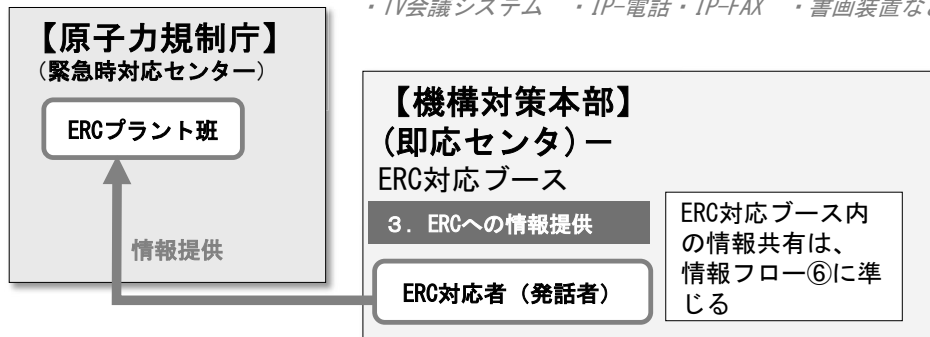 ・TV会議システム　・IP-電話・IP-FAX　・書画装置など
【原子力規制庁】
（緊急時対応センター）
ERCプラント班
情報提供
【機構対策本部】
(即応センタ)ー
ERC対応ブース
３．ERCへの情報提供
ERC対応者（発話者）
ERC対応ブース内
の情報共有は、
情報フロー⑥に準
じる